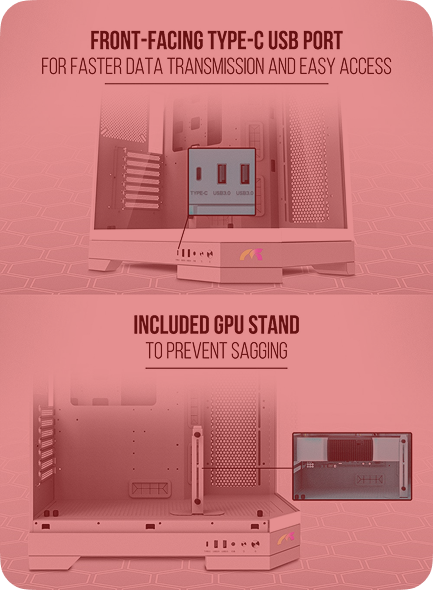 FRONT-FACING TYPE-C USB PORT
FOR FASTER DATA TRANSMISSION AND EASY ACCESS
TYPE-C USB3.0 USB3.0
INCLUDED GPU STAND
TO PREVENT SAGGING